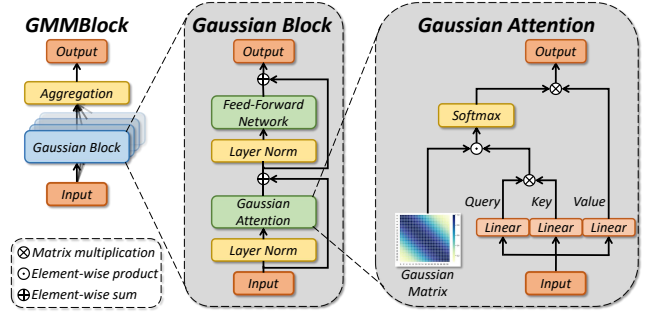 GMMBlock
Output
Aggregation
Gaussian Block
Input
Matrix multiplication
Element-wise product
Element-wise sum
Gaussian Block
Output
Feed-Forward
Network
Layer Norm
Gaussian
Attention
Layer Norm
Input
Gaussian Attention
Output
Softmax
Query
Key
Value
Linear
Linear
Linear
Gaussian
Matrix
Input